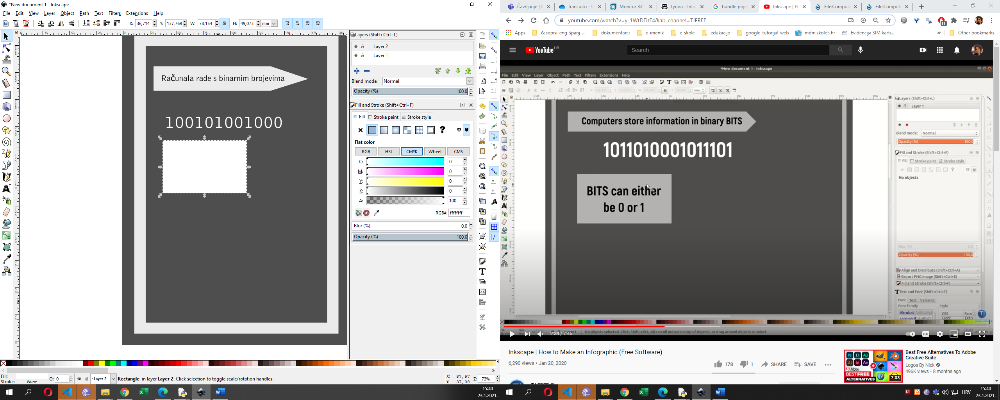 *New document 1 - Inkscape
File Edit View Layer Object Path Text Filters Extensions Help
X: 36,714 Y: 137,769 W: 78,154 H: 49,073 mm
Layers (Shift+Ctrl+L)
Layer 2
Layer 1
Blend mode: Normal
Opacity (%) 100,0
Fill and Stroke (Shift+Ctrl+F)
Fill Stroke paint Stroke style
Flat color
RGB HSL CMYK Wheel CMS
C: 0
M: 0
Y: 0
K: 0
A: 100
RGBA: ffffffff
Blur (%) 0,0
Opacity (%) 100,0
Računala rade s binarnim brojevima
100101001000
Fill:
Stroke: None
O: 0
Layer 2
Rectangle in layer Layer 2. Click selection to toggle scale/rotation handles.
X: 87,97
Y: 37,08
Z: 73%
15:40
23.1.2021.
Čavrljanje | francuski - Monitor 34" Lynda - Info bundle prije Inkscape | H File:Comput File:Comput
youtube.com/watch?v=y_1WtDEitE4&ab_channel=TJFREE
11
Apps časopisi_eng_španj_... dokumentarci e-imenik e-skole edukacije google_tutorijal_web mdm.skole5.hr Evidencija SIM karti... » Other bookmarks
YouTube HR
Search
*New document 1 - Inkscape
File Edit View Layer Object Path Text Filters Extensions Help
Layers (Shift+Ctrl+L)
Layer 1
Blend mode: Normal
Opacity (%) 100,0
Fill and Stroke (Shift+Ctrl+F)
Fill Stroke paint Stroke style
No objects
Blur (%) 0,0
Opacity (%) 100,0
Align and Distribute (Shift+Ctrl+A)
Export PNG Image (Shift+Ctrl+E)
Fill and Stroke (Shift+Ctrl+F)
Text and Font (Shift+Ctrl+T)
Font Text Variants
Font family Style
Akrobat
CSS Face
sans-serif
Light
Computers store information in binary BITS
1011010001011101
BITS can either
be 0 or 1
No objects selected. Click, Shift+click, Alt+scroll mouse on top of objects, or drag around objects to select.
2:34 / 7:46
CC
Inkscape | How to Make an Infographic (Free Software)
6,290 views • Jan 20, 2020
178 1 SHARE SAVE
Ps Lr Au
Ai Id Ae
Adobe
BEST FREE
ALTERNATIVES
7:03
Best Free Alternatives To Adobe
Creative Suite
Logos By Nick
496K views • 8 months ago
HRV
15:40
23.1.2021.